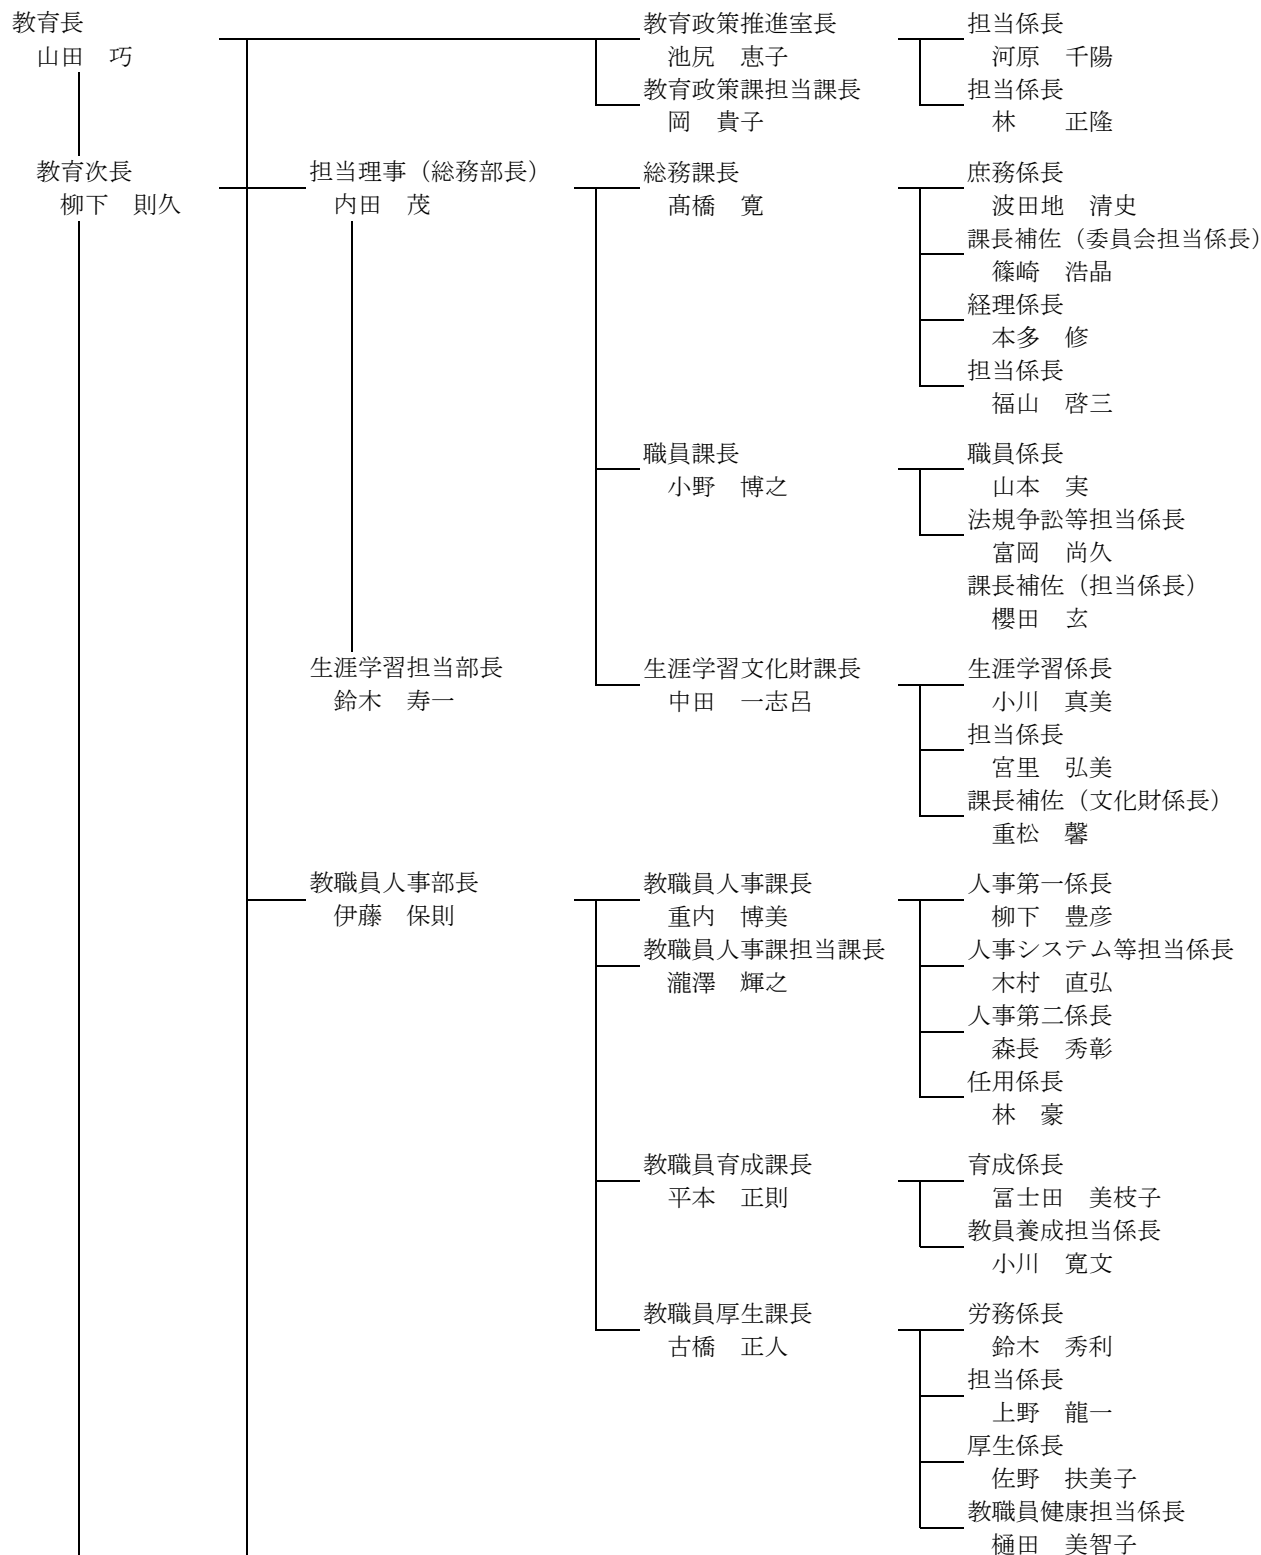 教育長
山田　巧
教育政策推進室長
池尻　恵子
教育政策課担当課長
岡　貴子
担当係長
河原　千陽
担当係長
林　　正隆
教育次長
柳下　則久
担当理事（総務部長）
内田　茂
総務課長
髙橋　寛
庶務係長
波田地　清史
課長補佐（委員会担当係長）
篠崎　浩晶
経理係長
本多　修
担当係長
福山　啓三
職員課長
小野　博之
職員係長
山本　実
法規争訟等担当係長
富岡　尚久
課長補佐（担当係長）
櫻田　玄
生涯学習担当部長
鈴木　寿一
生涯学習文化財課長
中田　一志呂
生涯学習係長
小川　真美
担当係長
宮里　弘美
課長補佐（文化財係長）
重松　馨
教職員人事部長
伊藤　保則
教職員人事課長
重内　博美
教職員人事課担当課長
瀧澤　輝之
人事第一係長
柳下　豊彦
人事システム等担当係長
木村　直弘
人事第二係長
森長　秀彰
任用係長
林　豪
教職員育成課長
平本　正則
育成係長
冨士田　美枝子
教員養成担当係長
小川　寛文
教職員厚生課長
古橋　正人
労務係長
鈴木　秀利
担当係長
上野　龍一
厚生係長
佐野　扶美子
教職員健康担当係長
樋田　美智子